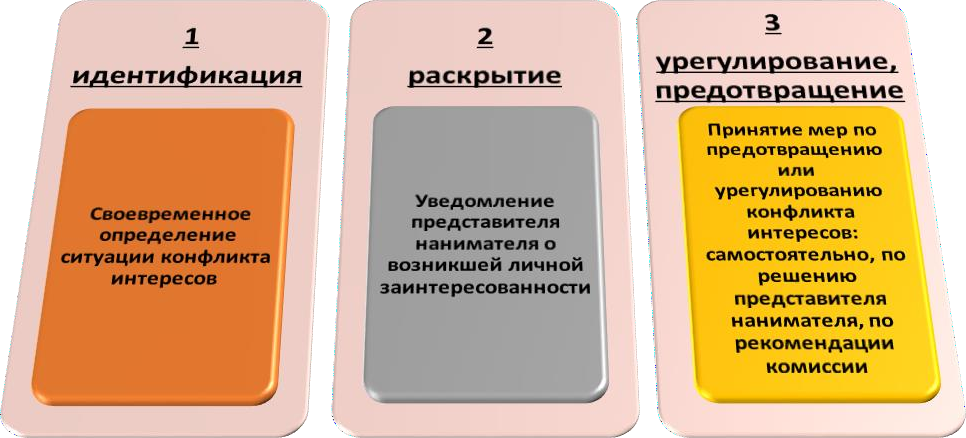 1
идентификация
Своевременное
определение
ситуации конфликта
интересов
2
раскрытие
Уведомление
представителя
нанимателя о
возникшей личной
заинтересованности
3
урегулирование,
предотвращение
Принятие мер по
предотвращению
или
урегулированию
конфликта
интересов:
самостоятельно, по
решению
представителя
нанимателя, по
рекомендации
комиссии